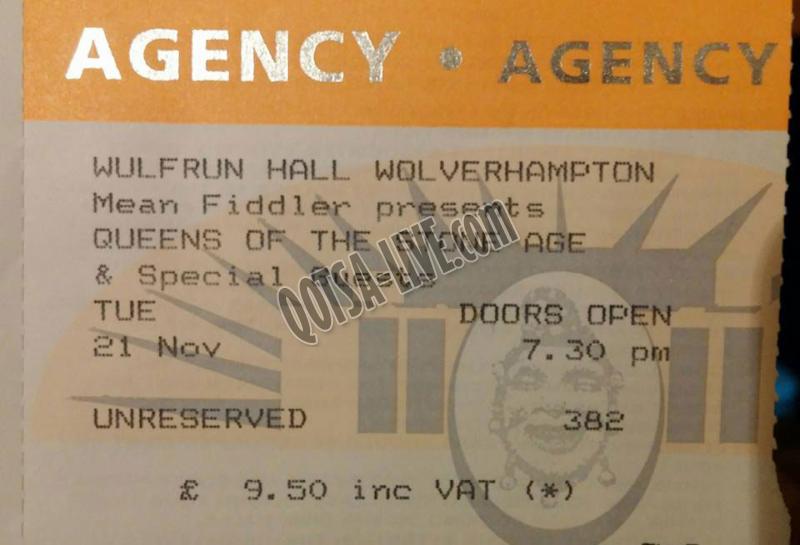 AGENCY • AGENCY
WULFRUN HALL WOLVERHAMPTON
Mean Fiddler presents
QUEENS OF THE STONE AGE
& Special Guests
QOTSA-LIVE.com
TUE DOORS OPEN
21 Nov 7.30 pm
UNRESERVED 382
£ 9.50 inc VAT (*)